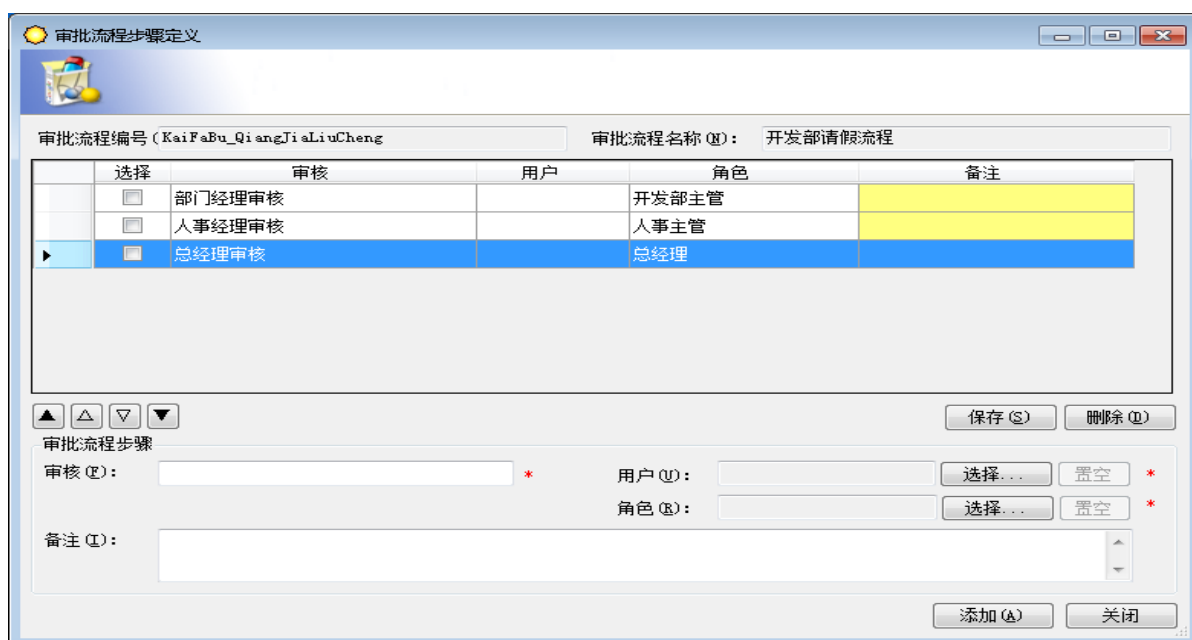 审批流程步骤定义
审批流程编号(KaiFaBu_QiangJiaLiuCheng 审批流程名称(N): 开发部请假流程
选择 审核 用户 角色 备注
部门经理审核 开发部主管
人事经理审核 人事主管
总经理审核 总经理
保存(S) 删除(D)
审批流程步骤
审核(F): * 用户(U): 选择... 置空 *
角色(R): 选择... 置空 *
备注(I):
添加(A) 关闭